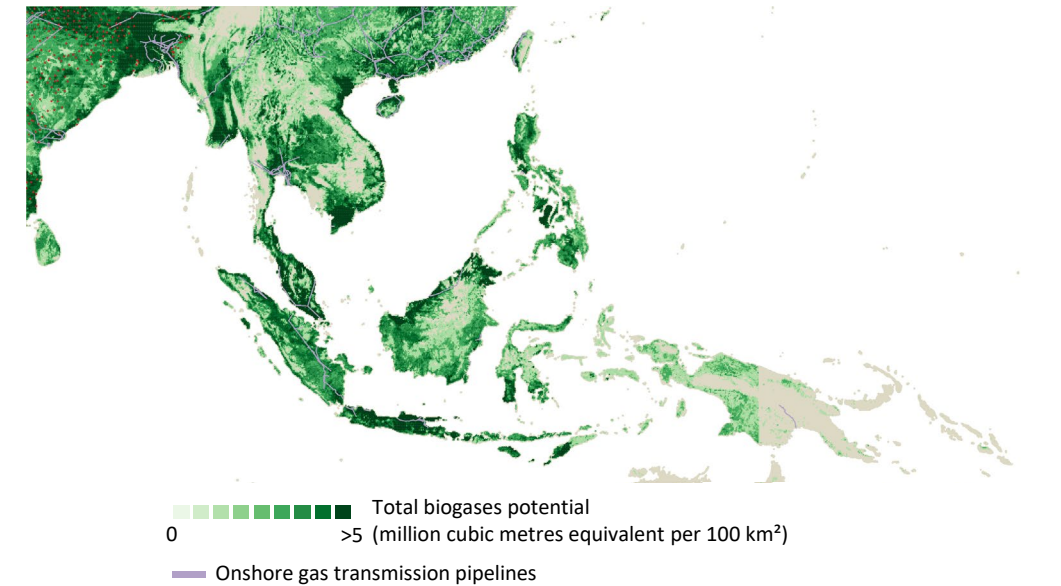 Total biogases potential
0 >5 (million cubic metres equivalent per 100 km²)
Onshore gas transmission pipelines